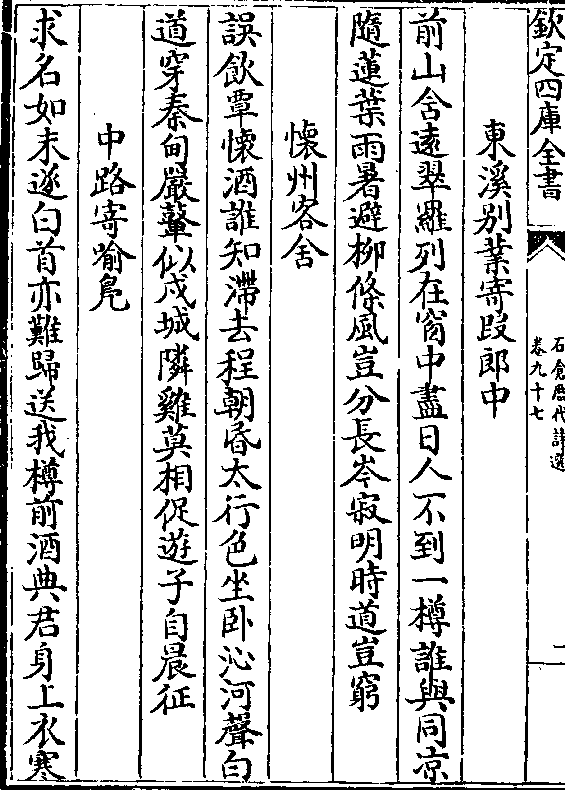 欽定四庫全書
石倉歷代詩選
卷九十七
二
東溪别業寄段郎中
前山含遠翠羅列在窗中盡日人不到一樽誰與同凉
隨蓮葉雨暑避柳條風豈分長岑寂明時道豈窮
懷州客舍
誤飲覃懷酒誰知滯去程朝昏太行色坐卧沁河聲白
道穿秦甸嚴鼙似戍城隣雞莫相促遊子自晨征
中路寄喻鳧
求名如未遂白首亦難歸送我樽前酒典君身上衣寒